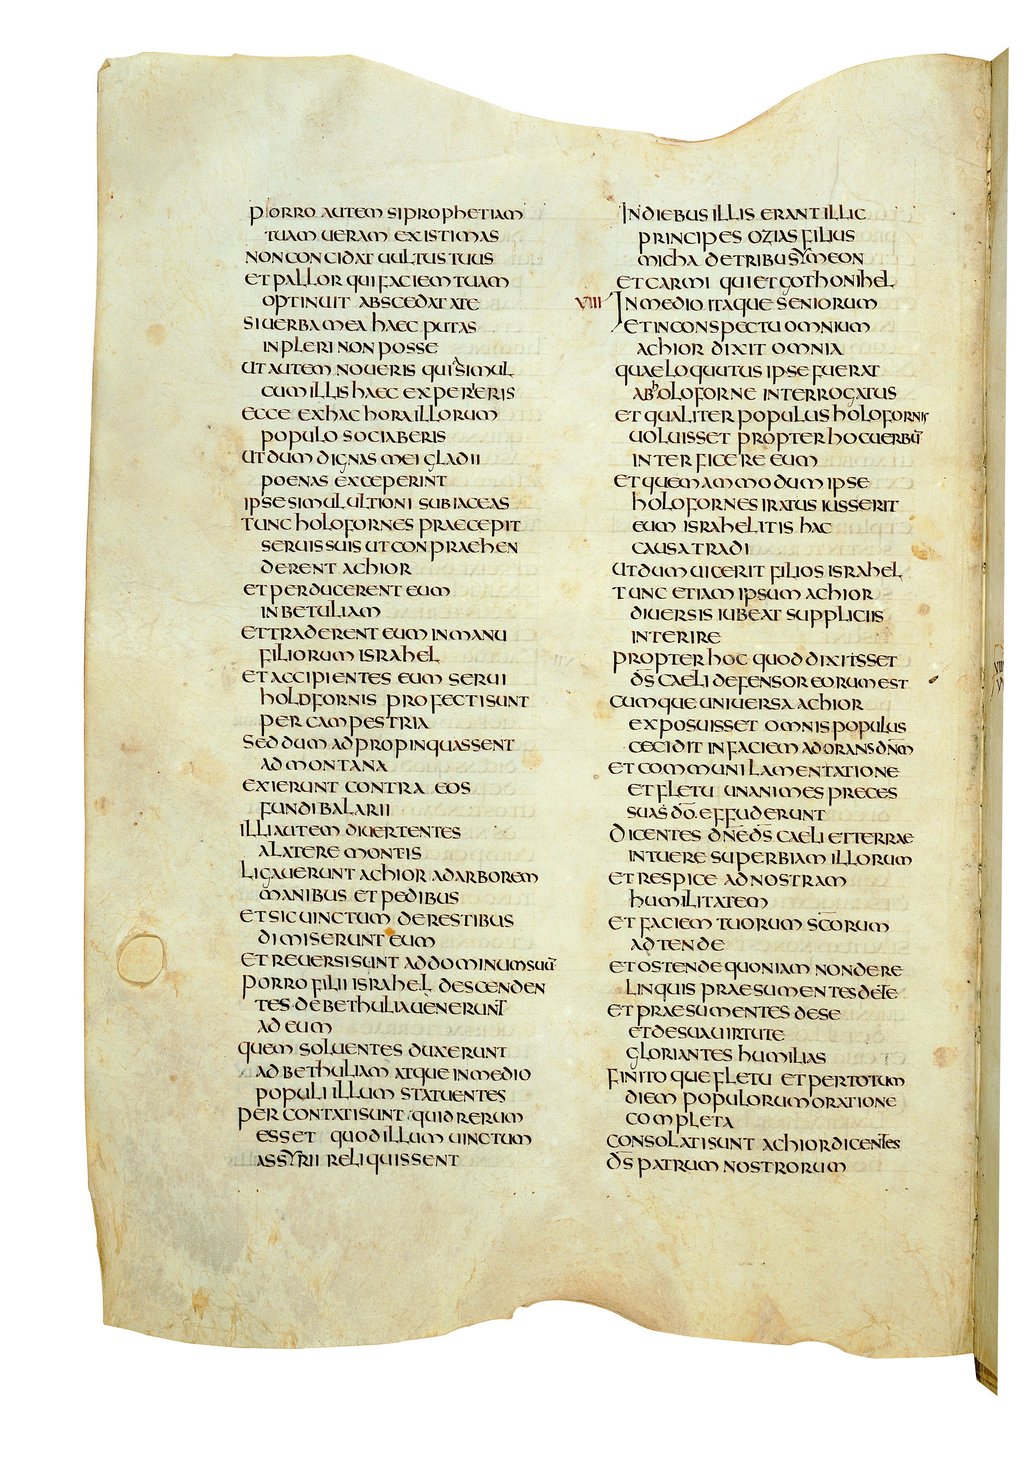 porro autem si prophetiam
tuam ueram existimas
non concidat uultus tuus
et pallor qui faciem tuam
optinuit abscedat a te
si uerba mea haec putas
inpleri non posse
ut autem noueris qui simul
cum illis haec experieris
ecce ex hac hora illorum
populo sociaberis
ut dum dignas mei gladii
poenas exceperint
ipse simul ultioni subiaceas
tunc holofornes praecepit
seruis suis ut conpraehen
derent achior
et perducerent eum
in betuliam
et traderent eum in manu
filiorum israhel
et accipientes eum serui
holofornis profecti sunt
per campestria
sed dum adpropinquassent
ad montana
exierunt contra eos
fundibalarii
illi autem diuertentes
a latere montis
ligauerunt achior ad arborem
manibus et pedibus
et sic uinctum de restibus
dimiserunt eum
et reuersi sunt ad dominum suū
porro filii israhel descenden
tes de bethulia uenerunt
ad eum
quem soluentes duxerunt
ad bethuliam atque in medio
populi illum statuentes
percontati sunt quid rerum
esset quod illum uinctum
assyrii reliquissent
In diebus illis erant illic
principes ozias filius
micha de tribu symeon
et carmi qui et gothonihel
VIII In medio itaque seniorum
et in conspectu omnium
achior dixit omnia
quae loquutus ipse fuerat
ab holoforne interrogatus
et qualiter populus holofornis
uoluisset propter hoc uerbū
interficere eum
et quemammodum ipse
holofornes iratus iusserit
eum israhelitis hac
causa tradi
ut dum uicerit filios israhel
tunc etiam ipsum achior
diuersis iubeat suppliciis
interire
propter hoc quod dixitsset
d̄s caeli defensor eorum est
cumque uniuersa achior
exposuisset omnis populus
cecidit in faciem adorans dn̄m
et communi lamentatione
et fletu unanimes preces
suas dō effuderunt
dicentes dn̄e d̄s caeli et terrae
intuere superbiam illorum
et respice ad nostram
humilitatem
et faciem tuorum sc̄orum
adtende
et ostende quoniam non dere
linquis praesumentes de te
et praesumentes de se
et de sua uirtute
gloriantes humilias
finito que fletu et per totum
diem populorum oratione
completa
consolati sunt achior dicentes
d̄s patrum nostrorum